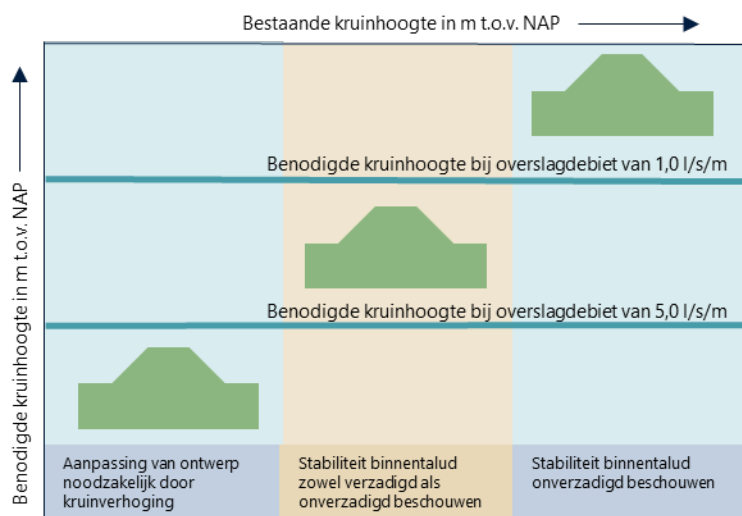 Bestaande kruinhoogte in m t.o.v. NAP
Benodigde kruinhoogte in m t.o.v. NAP
Benodigde kruinhoogte bij overslagdebiet van 1,0 l/s/m
Benodigde kruinhoogte bij overslagdebiet van 5,0 l/s/m
Aanpassing van ontwerp
noodzakelijk door
kruinverhoging
Stabiliteit binnentalud
zowel verzadigd als
onverzadigd beschouwen
Stabiliteit binnentalud
onverzadigd beschouwen